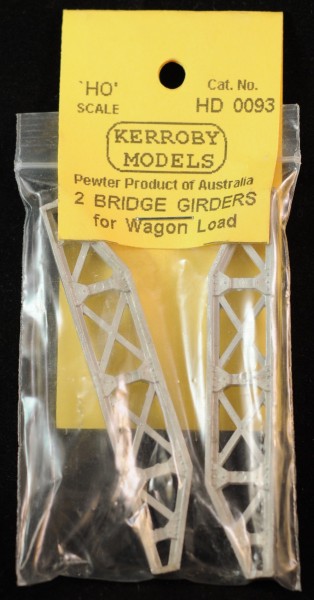 'HO'
SCALE
Cat. No.
HD 0093
KERROBY
MODELS
Pewter Product of Australia
2 BRIDGE GIRDERS
for Wagon Load